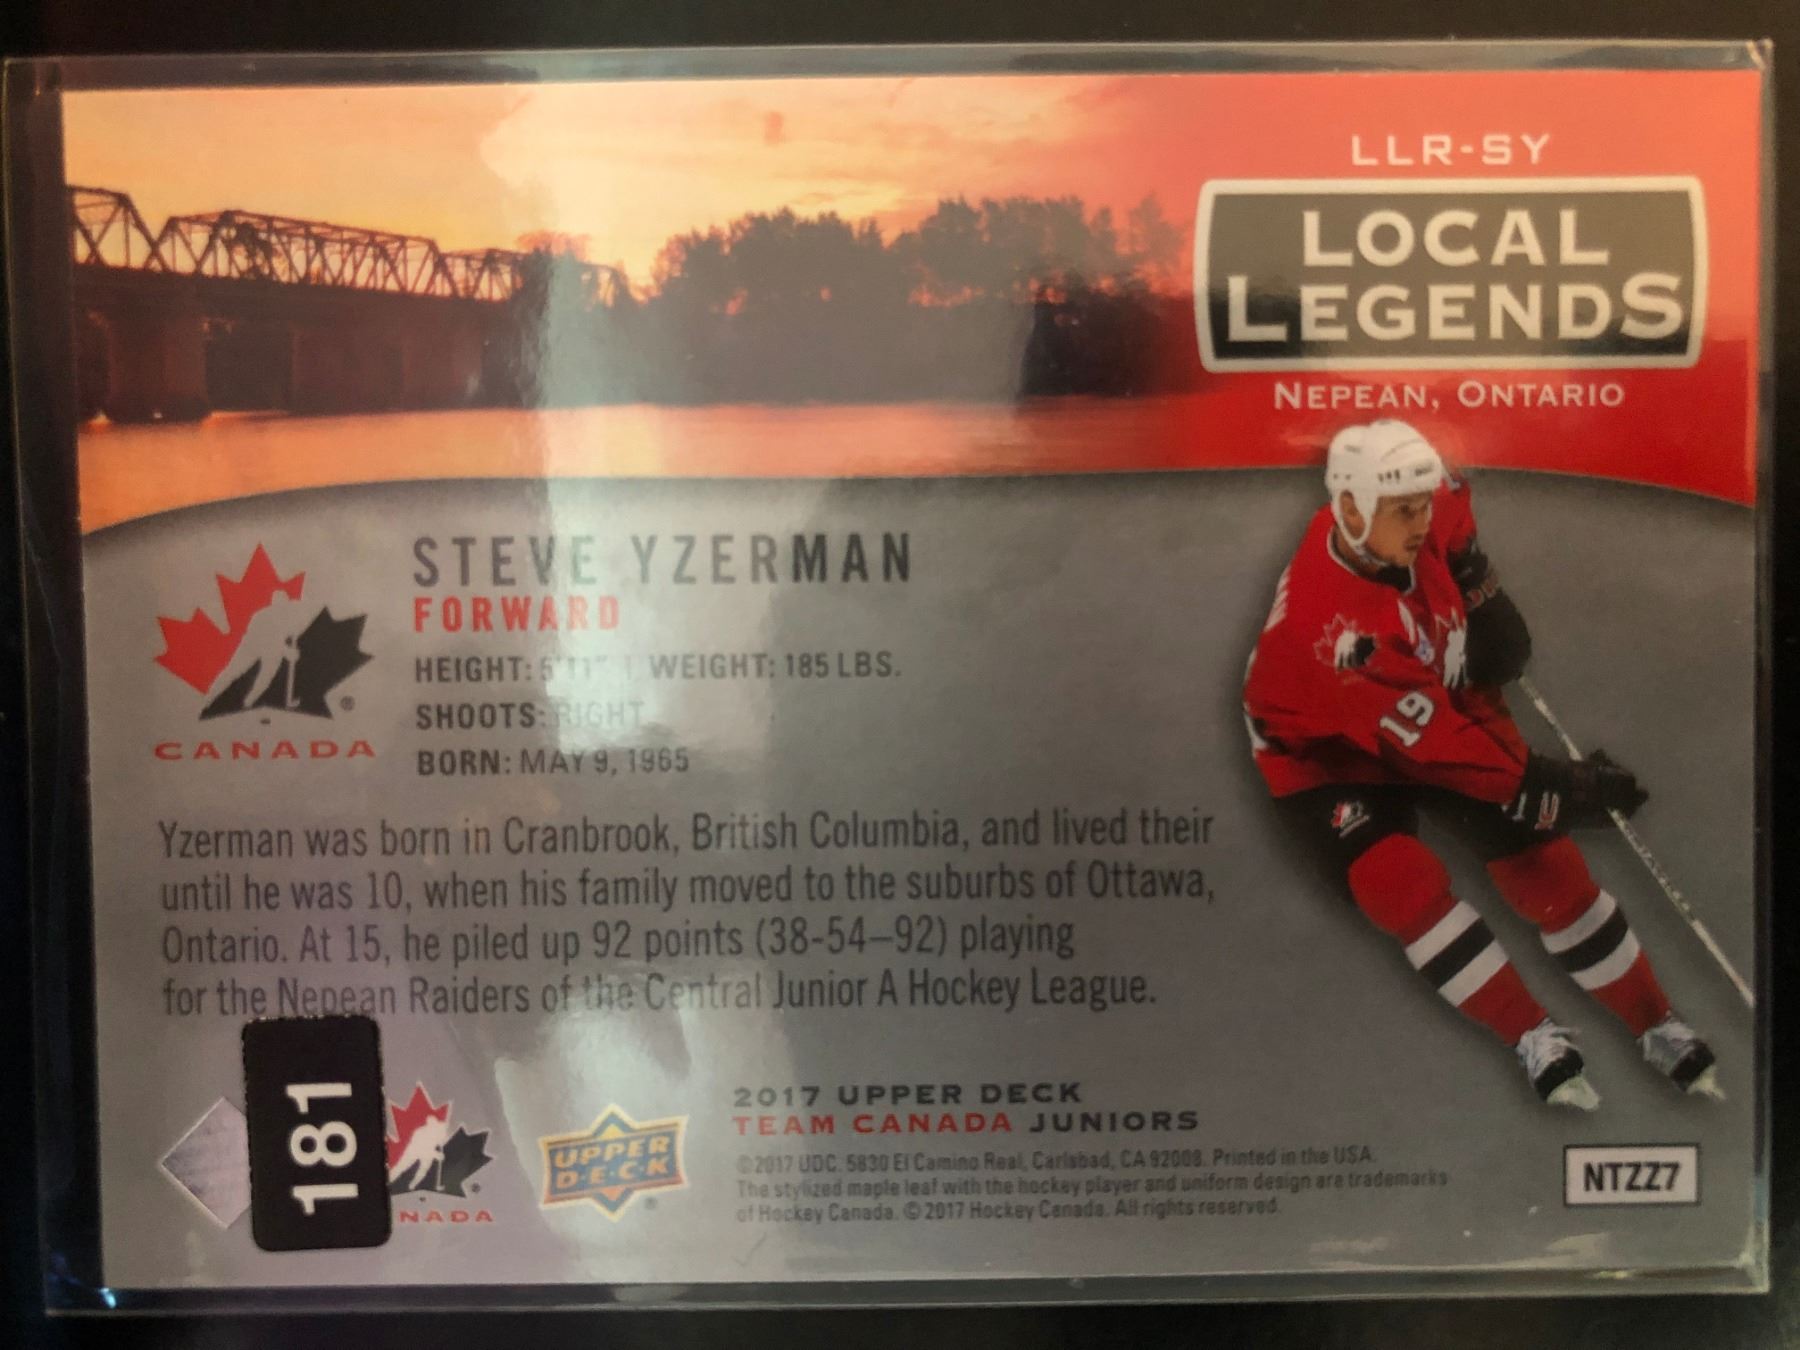 LLR-SY
LOCAL
LEGENDS
NEPEAN, ONTARIO
STEVE YZERMAN
FORWARD
HEIGHT: 5'11" | WEIGHT: 185 LBS.
SHOOTS: RIGHT
BORN: MAY 9, 1965
CANADA
19
Yzerman was born in Cranbrook, British Columbia, and lived their
until he was 10, when his family moved to the suburbs of Ottawa,
Ontario. At 15, he piled up 92 points (38-54–92) playing
for the Nepean Raiders of the Central Junior A Hockey League.
181
NADA
UPPER
D·E·C·K
2017 UPPER DECK
TEAM CANADA JUNIORS
©2017 UDC. 5830 El Camino Real, Carlsbad, CA 92008. Printed in the USA.
The stylized maple leaf with the hockey player and uniform design are trademarks
of Hockey Canada. © 2017 Hockey Canada. All rights reserved.
NTZZ7